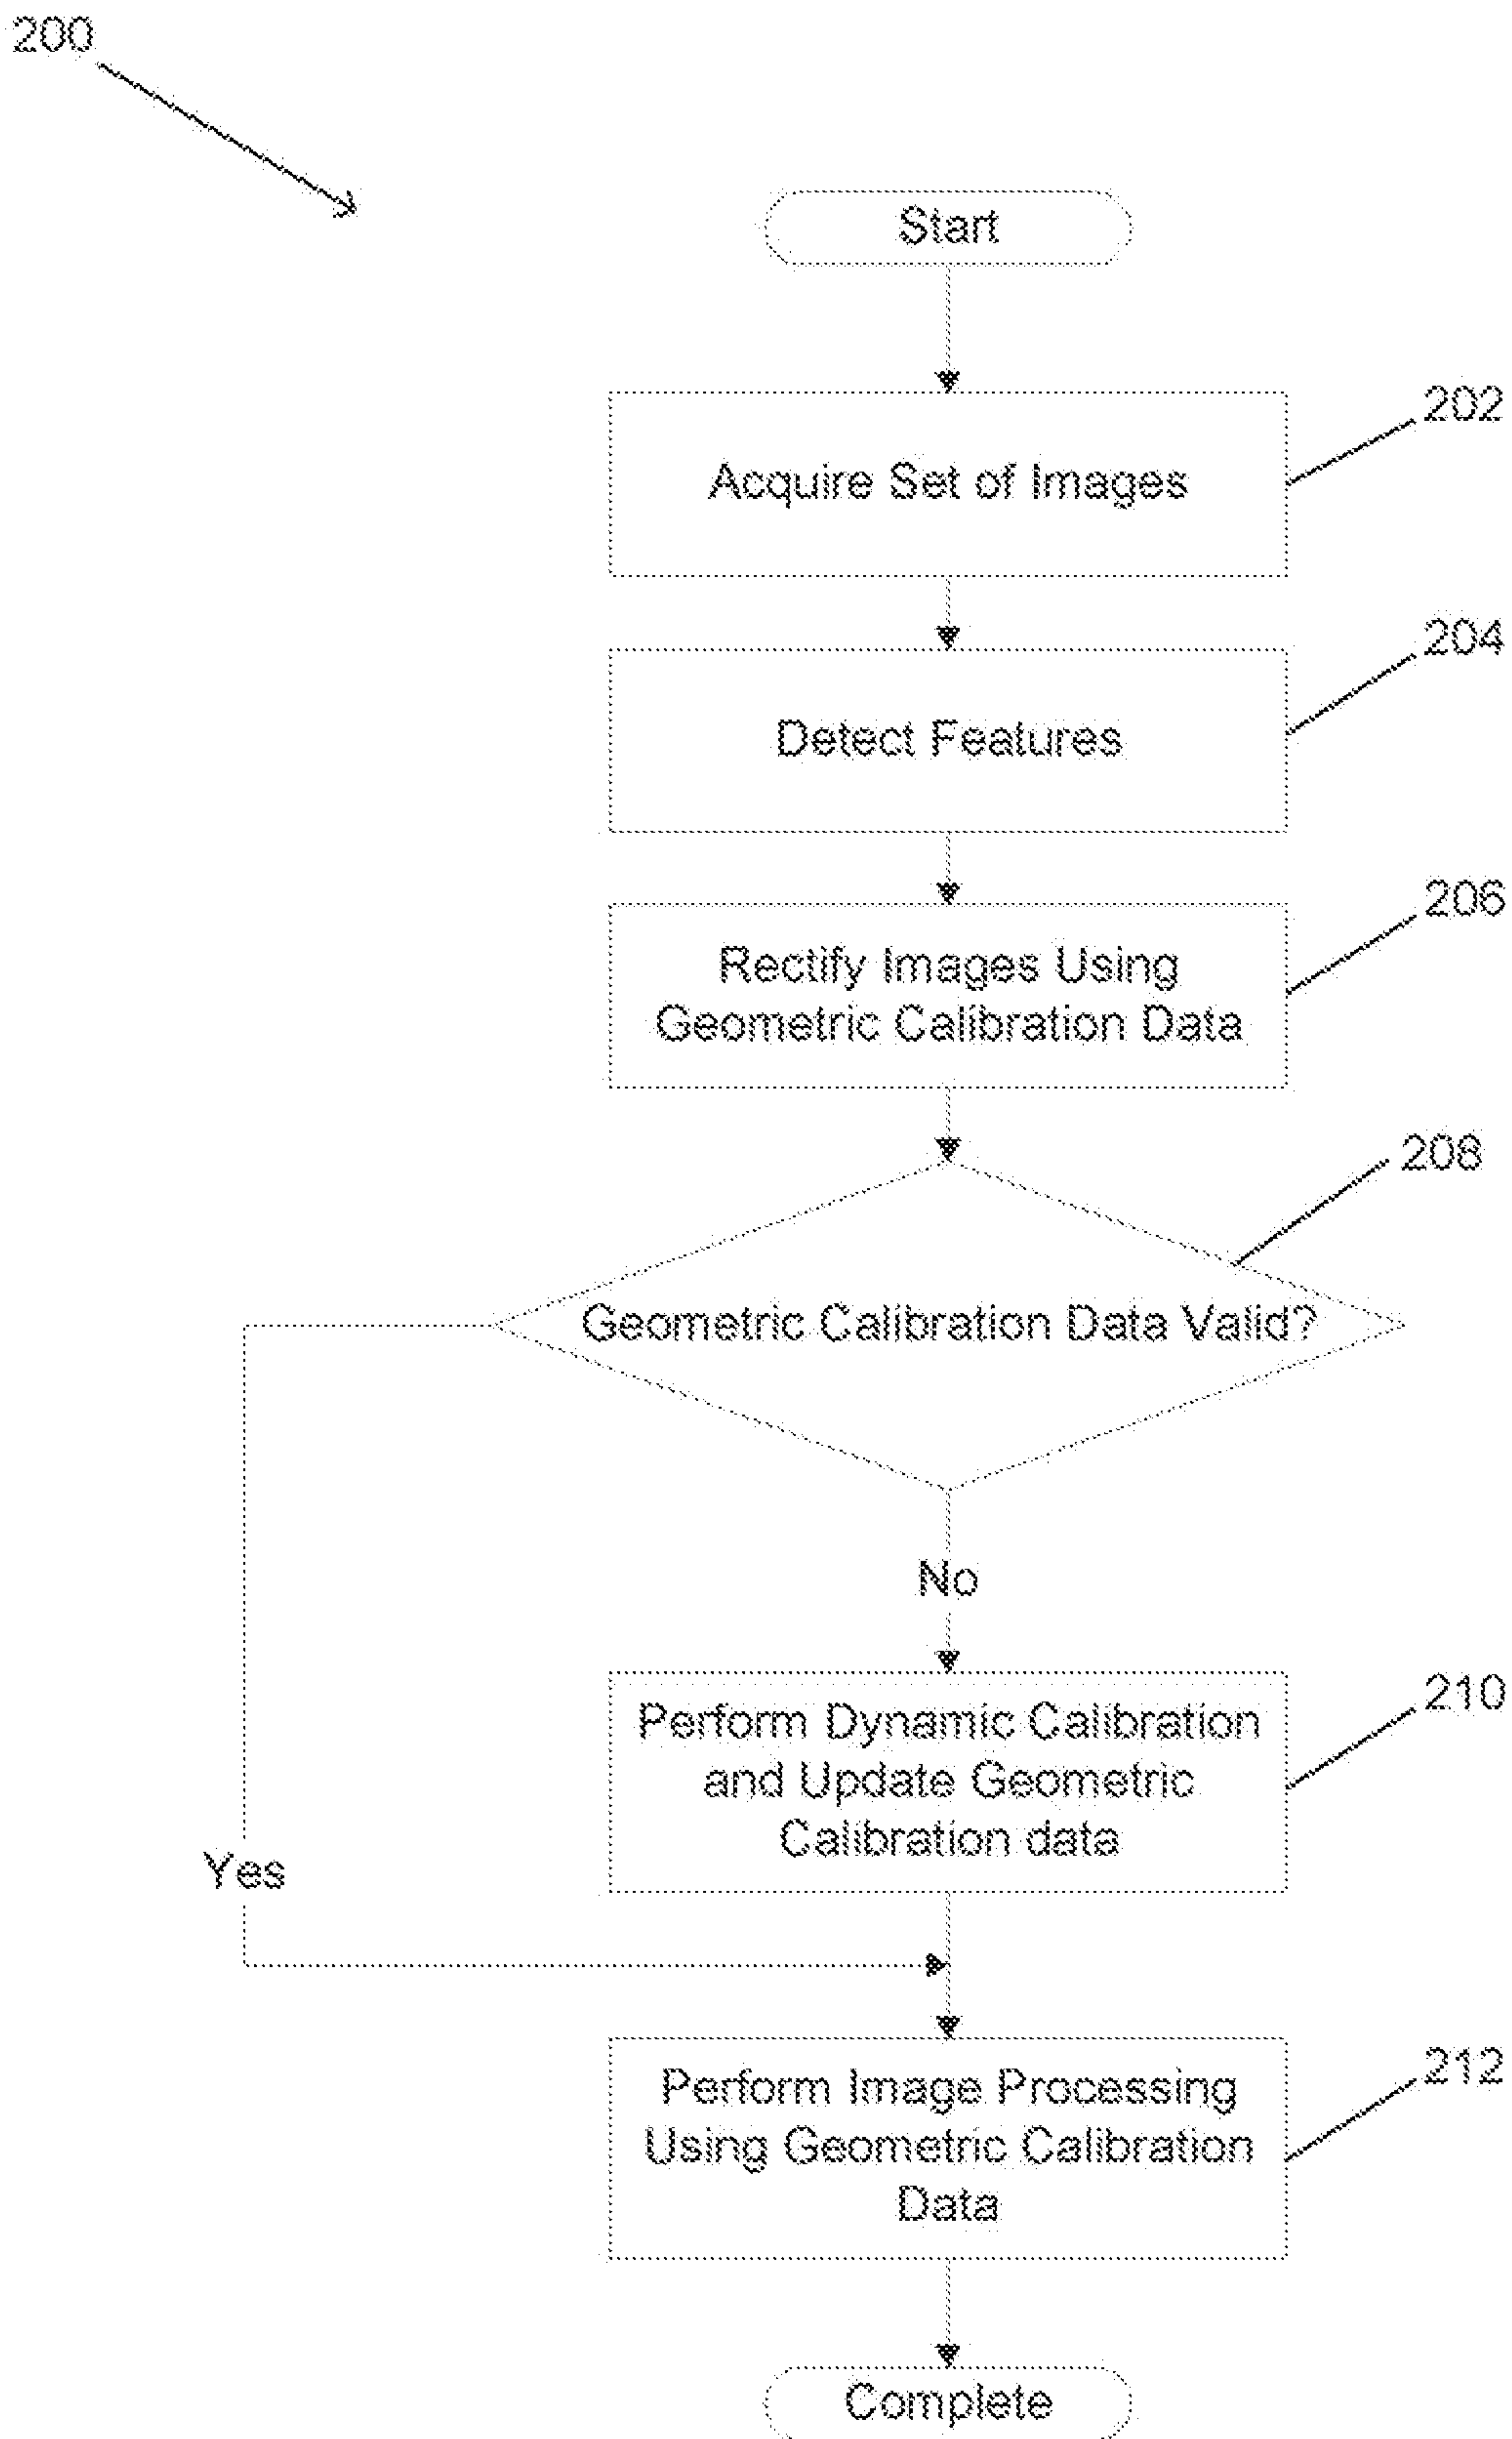 200
Start
202
Acquire Set of Images
204
Detect Features
206
Rectify Images Using
Geometric Calibration Data
208
Geometric Calibration Data Valid?
No
210
Perform Dynamic Calibration
and Update Geometric
Calibration data
Yes
212
Perform Image Processing
Using Geometric Calibration
Data
Complete